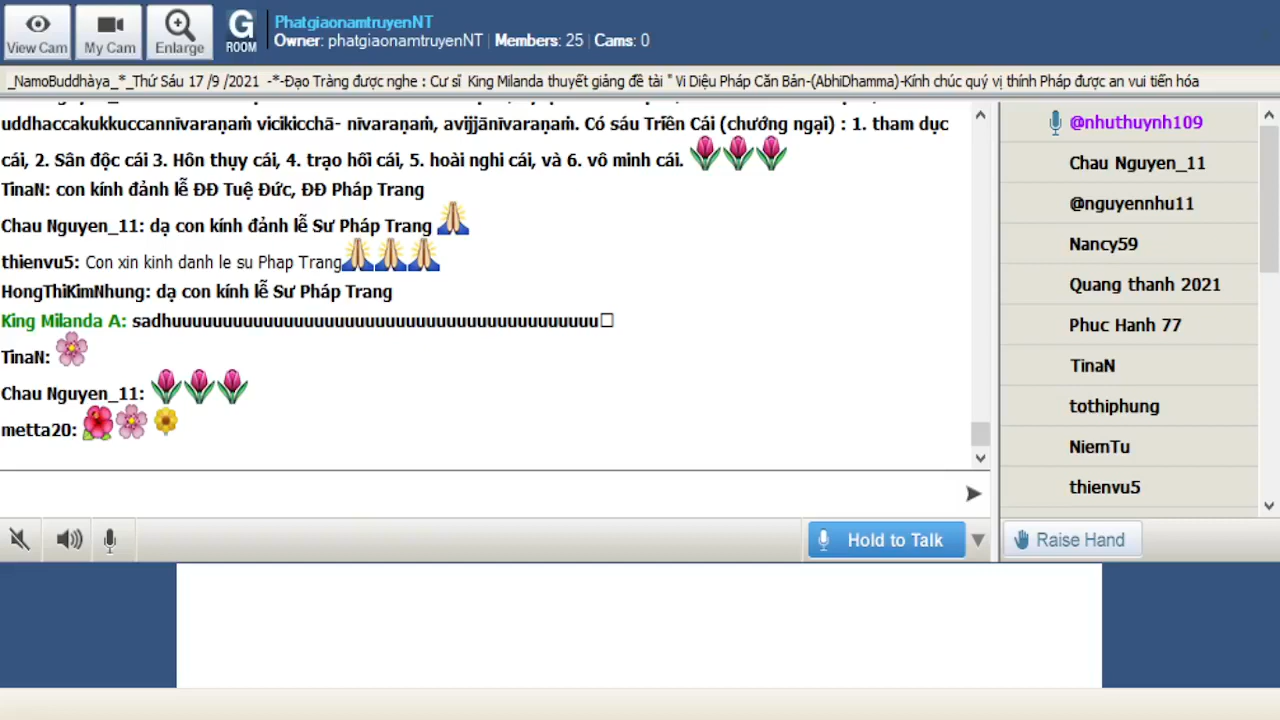 View Cam
My Cam
Enlarge
G
ROOM
PhatgiaonamtruyenNT
Owner: phatgiaonamtruyenNT | Members: 25 | Cams: 0
_NamoBuddhàya_*_Thứ Sáu 17 /9 /2021 -*-Đạo Tràng được nghe : Cư sĩ King Milanda thuyết giảng đề tài " Vi Diệu Pháp Căn Bản-(AbhiDhamma)-Kính chúc quý vị thính Pháp được an vui tiến hóa
uddhaccakukkuccannīvaraṇaṁ vicikicchā- nīvaraṇaṁ, avijjānīvaraṇaṁ. Có sáu Triền Cái (chướng ngại) : 1. tham dục
cái, 2. Sân độc cái 3. Hôn thụy cái, 4. trạo hối cái, 5. hoài nghi cái, và 6. vô minh cái.
TinaN: con kính đảnh lễ ĐĐ Tuệ Đức, ĐĐ Pháp Trang
Chau Nguyen_11: dạ con kính đảnh lễ Sư Pháp Trang
thienvu5: Con xin kinh danh le su Phap Trang
HongThiKimNhung: dạ con kính lễ Sư Pháp Trang
King Milanda A: sadhuuuuuuuuuuuuuuuuuuuuuuuuuuuuuuuuuuuuuuuuuu
TinaN:
Chau Nguyen_11:
metta20:
Hold to Talk
@nhuthuynh109
Chau Nguyen_11
@nguyennhu11
Nancy59
Quang thanh 2021
Phuc Hanh 77
TinaN
tothiphung
NiemTu
thienvu5
Raise Hand